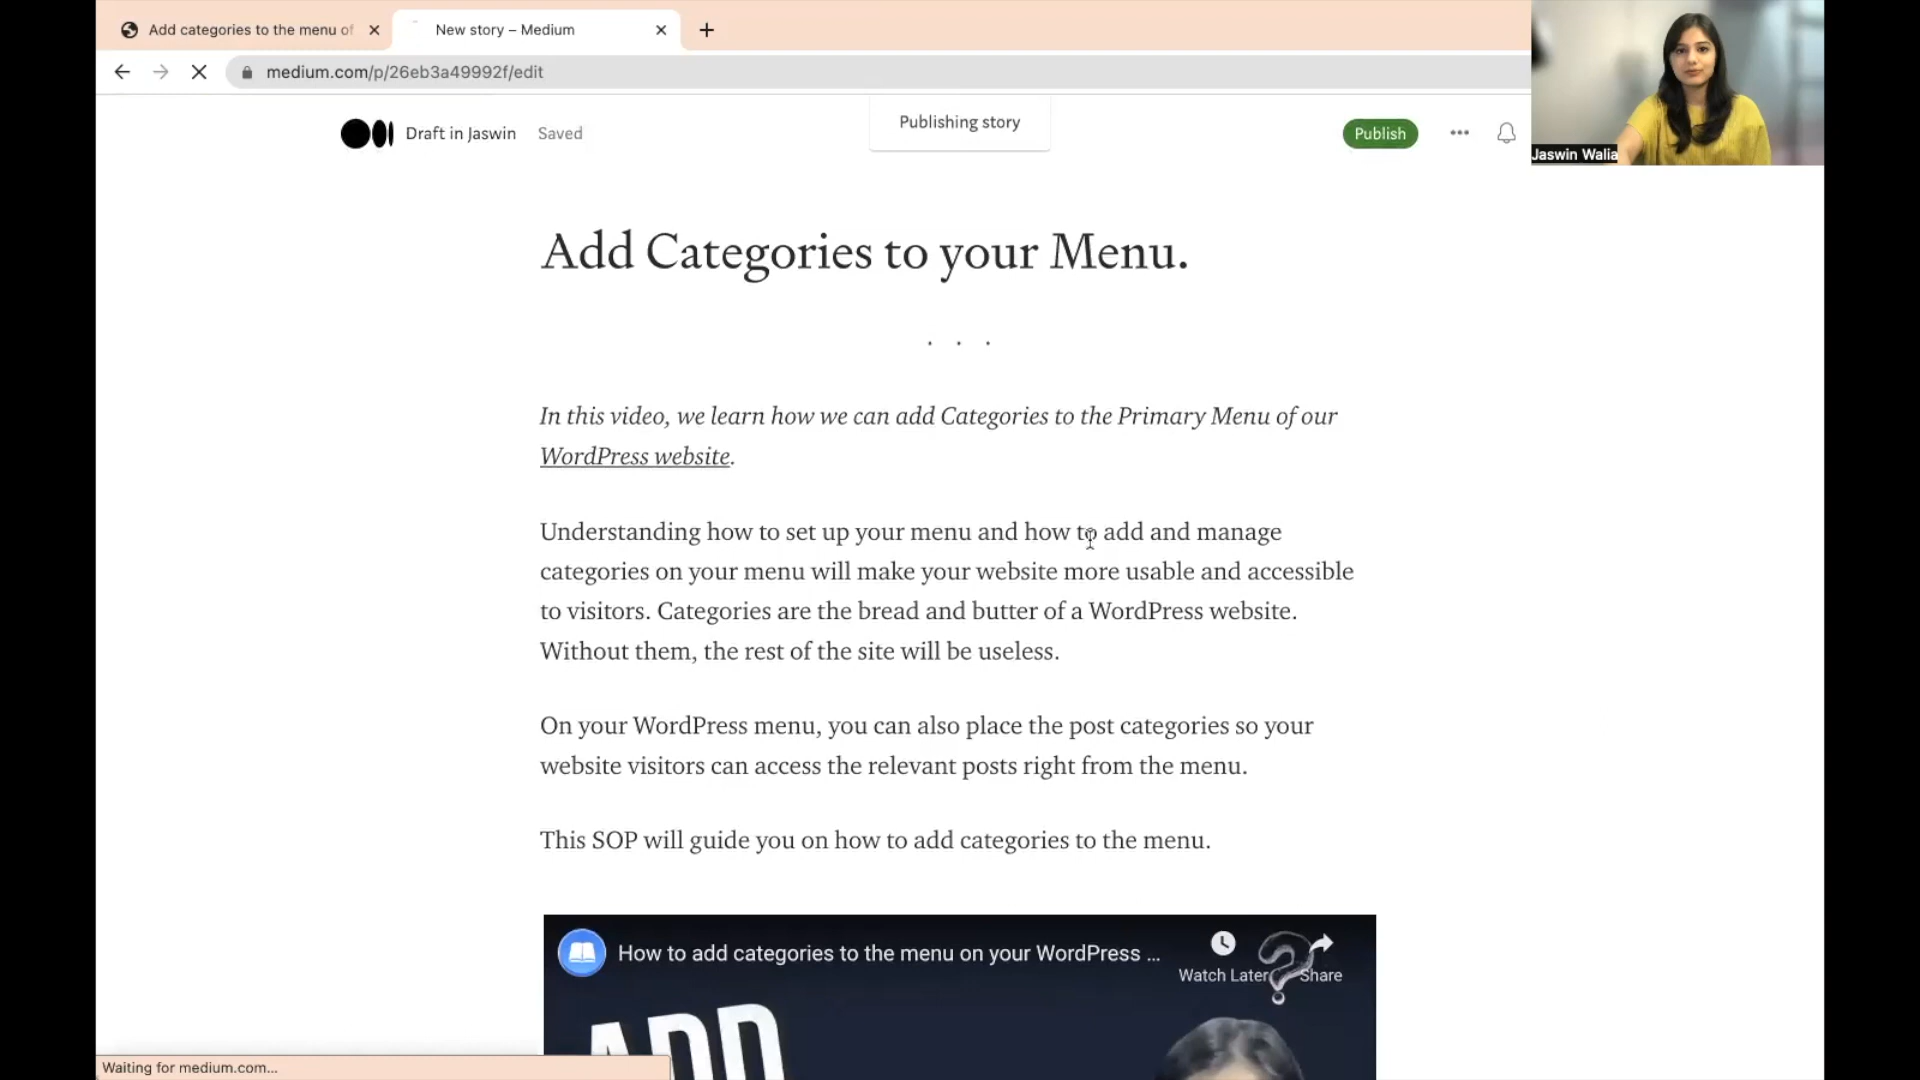 Add categories to the menu of
New story – Medium
medium.com/p/26eb3a49992f/edit
Jaswin Walia
Draft in Jaswin
Saved
Publishing story
Publish
Add Categories to your Menu.
In this video, we learn how we can add Categories to the Primary Menu of our
WordPress website.
Understanding how to set up your menu and how to add and manage
categories on your menu will make your website more usable and accessible
to visitors. Categories are the bread and butter of a WordPress website.
Without them, the rest of the site will be useless.
On your WordPress menu, you can also place the post categories so your
website visitors can access the relevant posts right from the menu.
This SOP will guide you on how to add categories to the menu.
How to add categories to the menu on your WordPress ...
Watch Later
Share
ADD
Waiting for medium.com...